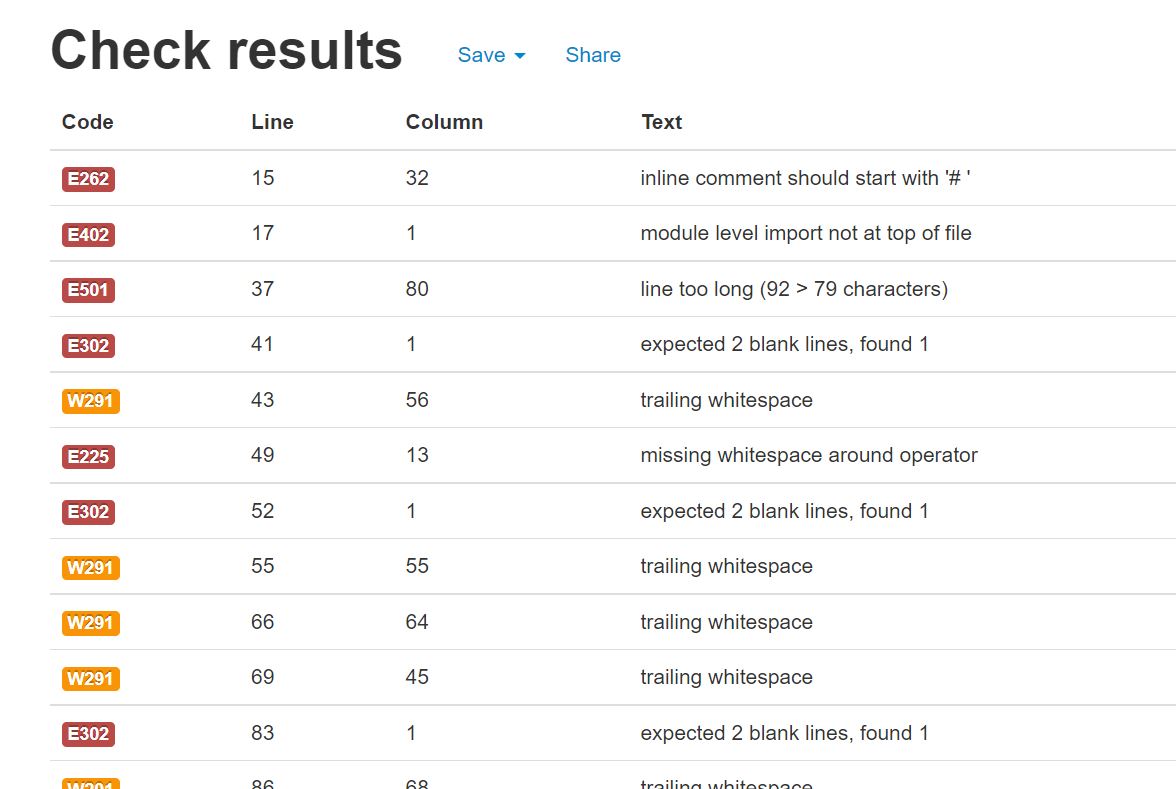 Check results Save Share
Code Line Column Text
E262 15 32 inline comment should start with '# '
E402 17 1 module level import not at top of file
E501 37 80 line too long (92 > 79 characters)
E302 41 1 expected 2 blank lines, found 1
W291 43 56 trailing whitespace
E225 49 13 missing whitespace around operator
E302 52 1 expected 2 blank lines, found 1
W291 55 55 trailing whitespace
W291 66 64 trailing whitespace
W291 69 45 trailing whitespace
E302 83 1 expected 2 blank lines, found 1
W291 86 68 trailing whitespace